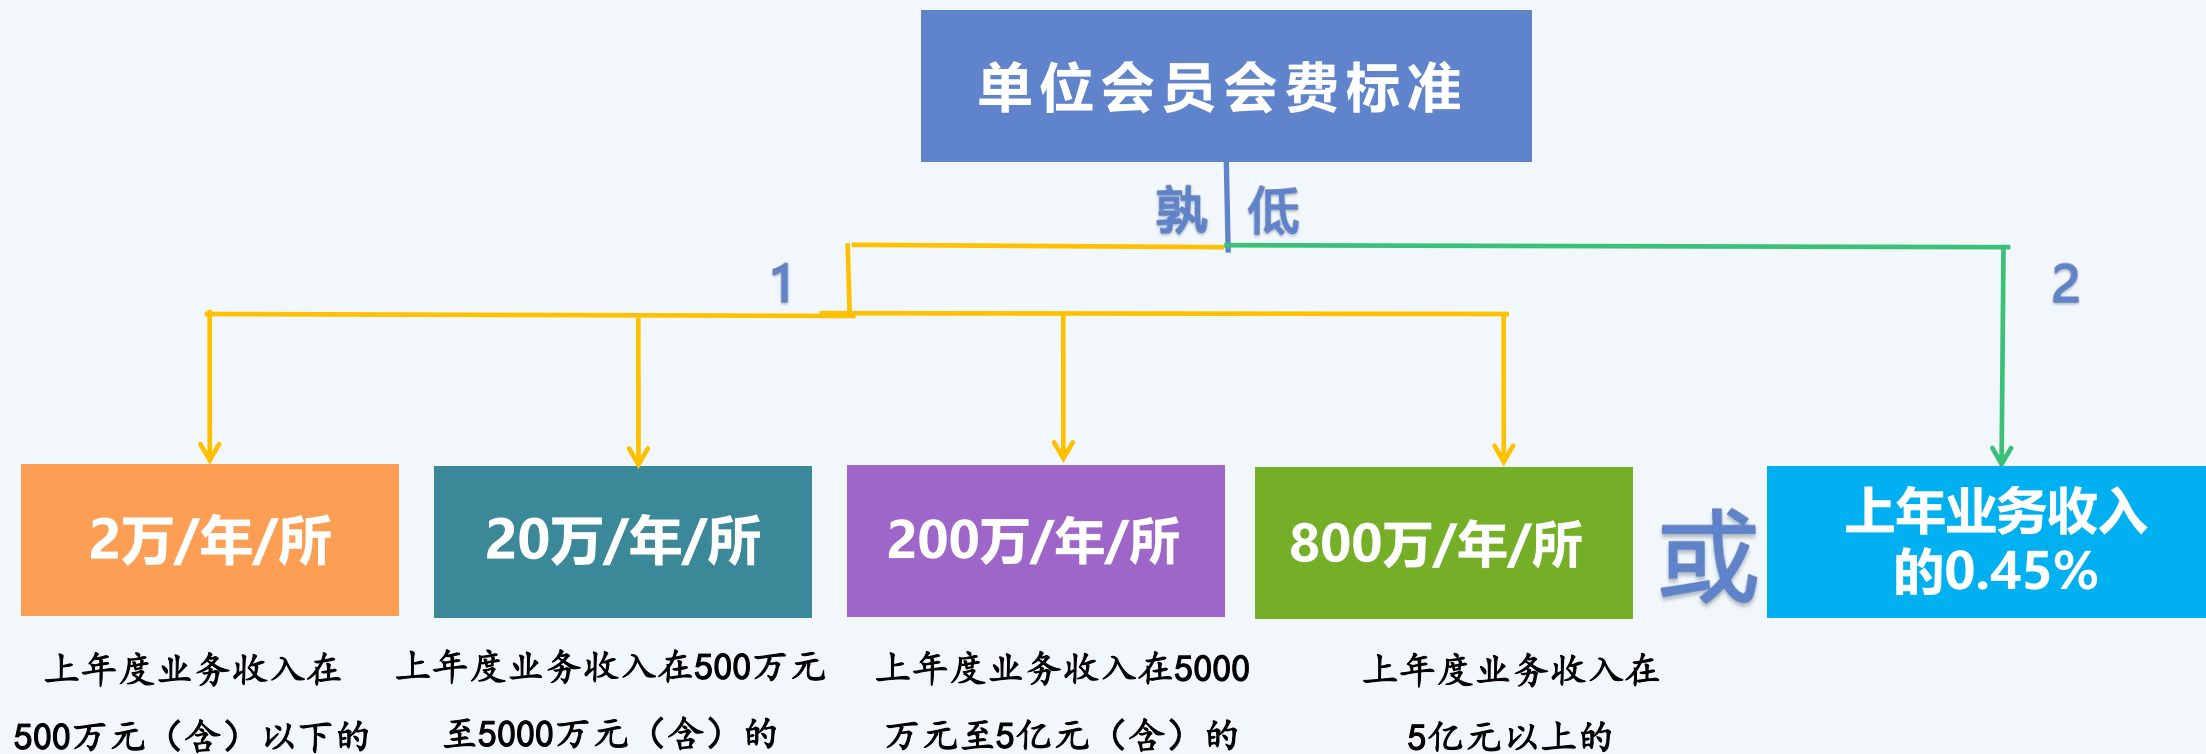 单位会员会费标准
孰 低
1
2
2万/年/所
20万/年/所
200万/年/所
800万/年/所
或
上年业务收入
的0.45%
上年度业务收入在
500万元（含）以下的
上年度业务收入在500万元
至5000万元（含）的
上年度业务收入在5000
万元至5亿元（含）的
上年度业务收入在
5亿元以上的